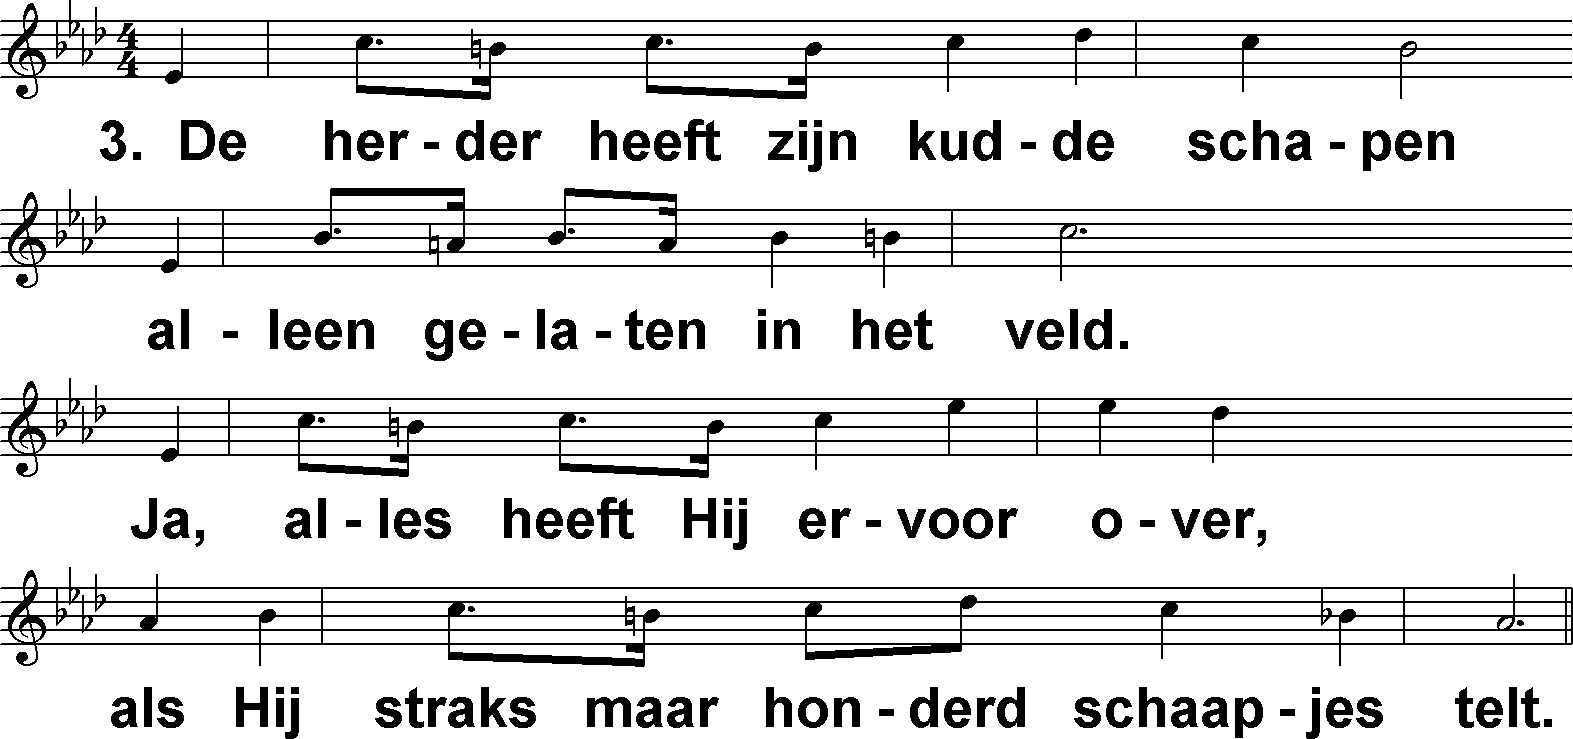 3. De her - der heeft zijn kud - de scha - pen
al - leen ge - la - ten in het veld.
Ja, al - les heeft Hij er - voor o - ver,
als Hij straks maar hon - derd schaap - jes telt.